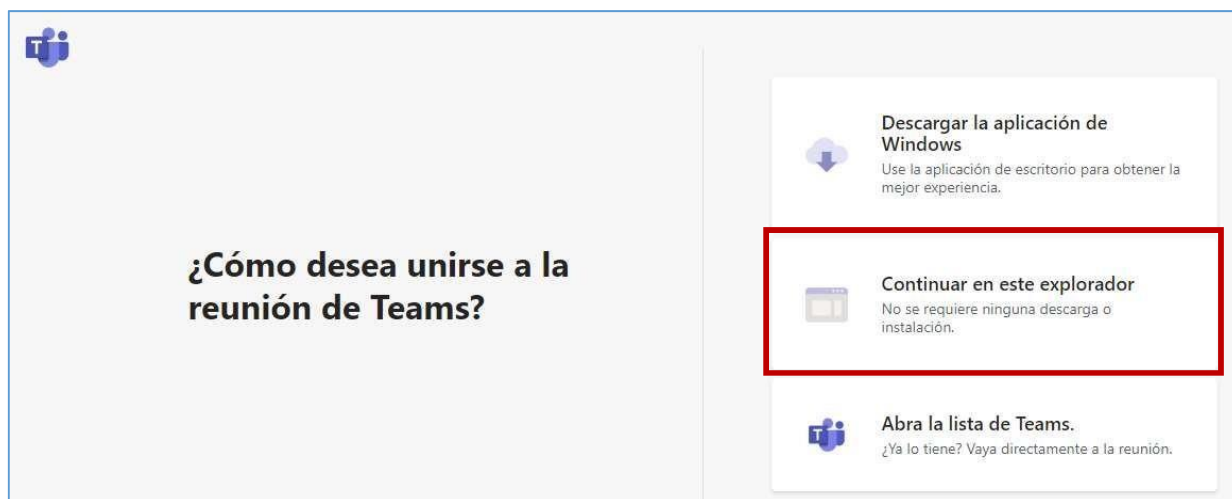 ¿Cómo desea unirse a la
reunión de Teams?
Descargar la aplicación de
Windows
Use la aplicación de escritorio para obtener la
mejor experiencia.
Continuar en este explorador
No se requiere ninguna descarga o
instalación.
Abra la lista de Teams.
¿Ya lo tiene? Vaya directamente a la reunión.